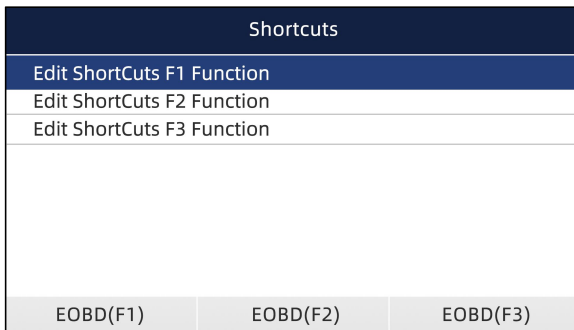 Shortcuts
Edit ShortCuts F1 Function
Edit ShortCuts F2 Function
Edit ShortCuts F3 Function
EOBD(F1) EOBD(F2) EOBD(F3)